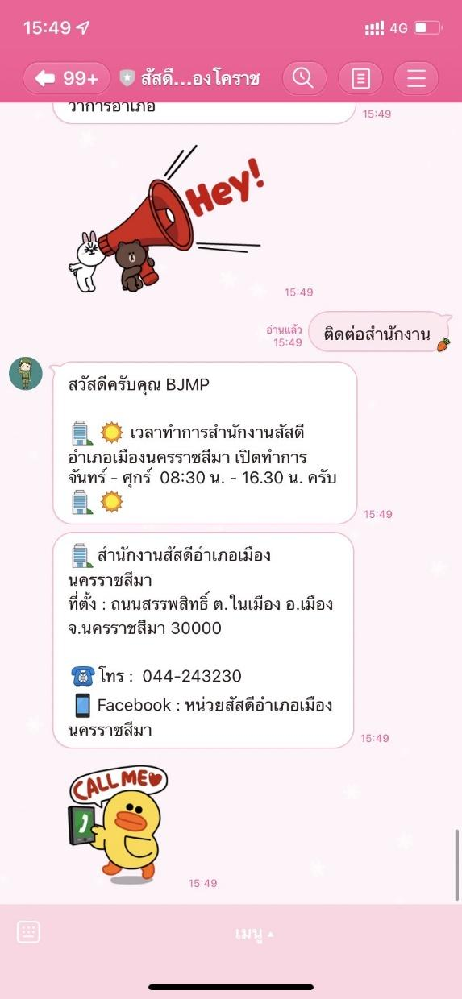 15:49
4G
99+
สัสดี...องโคราช
ว่าการอำเภอ
15:49
Hey!
15:49
อ่านแล้ว
15:49
ติดต่อสำนักงาน
สวัสดีครับคุณ BJMP
เวลาทำการสำนักงานสัสดี
อำเภอเมืองนครราชสีมา เปิดทำการ
จันทร์ - ศุกร์  08:30 น. - 16.30 น. ครับ
15:49
สำนักงานสัสดีอำเภอเมือง
นครราชสีมา
ที่ตั้ง : ถนนสรรพสิทธิ์ ต.ในเมือง อ.เมือง
จ.นครราชสีมา 30000
โทร :  044-243230
Facebook : หน่วยสัสดีอำเภอเมือง
นครราชสีมา
15:49
CALL ME
15:49
เมนู